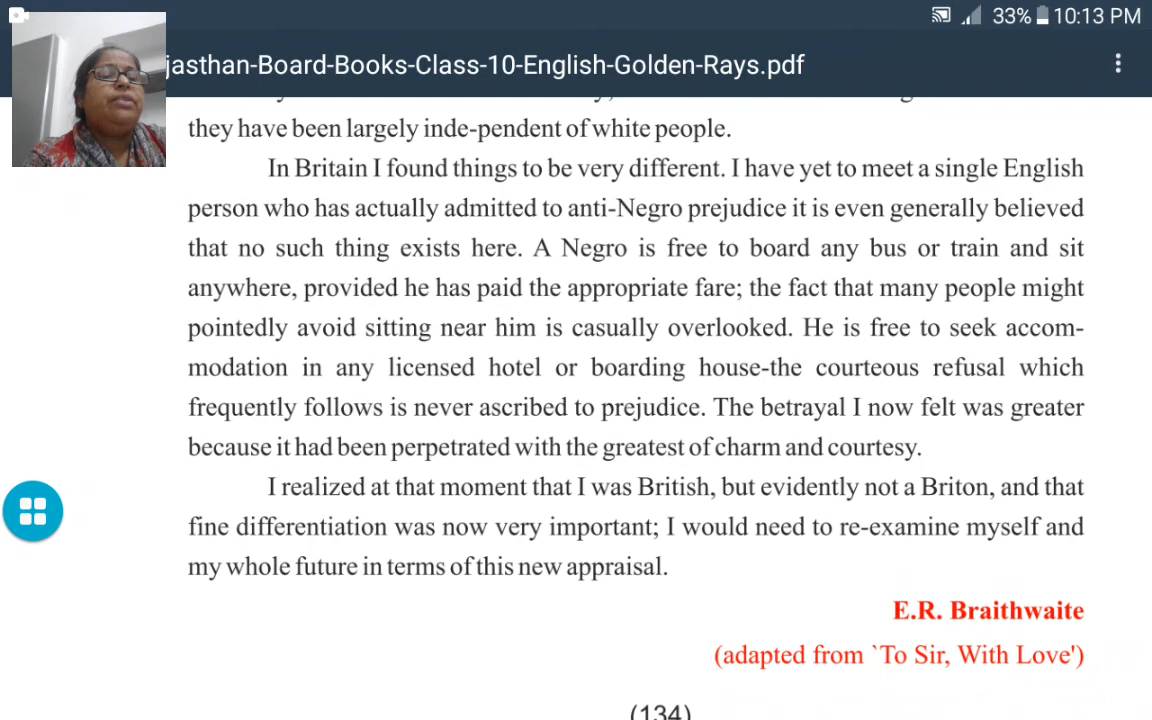 33% 10:13 PM
jasthan-Board-Books-Class-10-English-Golden-Rays.pdf
they have been largely inde-pendent of white people.
In Britain I found things to be very different. I have yet to meet a single English
person who has actually admitted to anti-Negro prejudice it is even generally believed
that no such thing exists here. A Negro is free to board any bus or train and sit
anywhere, provided he has paid the appropriate fare; the fact that many people might
pointedly avoid sitting near him is casually overlooked. He is free to seek accom-
modation in any licensed hotel or boarding house-the courteous refusal which
frequently follows is never ascribed to prejudice. The betrayal I now felt was greater
because it had been perpetrated with the greatest of charm and courtesy.
I realized at that moment that I was British, but evidently not a Briton, and that
fine differentiation was now very important; I would need to re-examine myself and
my whole future in terms of this new appraisal.
E.R. Braithwaite
(adapted from `To Sir, With Love')
(134)